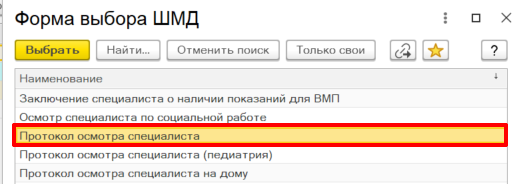 Форма выбора ШМД
Выбрать Найти... Отменить поиск Только свои ?
Наименование
Заключение специалиста о наличии показаний для ВМП
Осмотр специалиста по социальной работе
Протокол осмотра специалиста
Протокол осмотра специалиста (педиатрия)
Протокол осмотра специалиста на дому